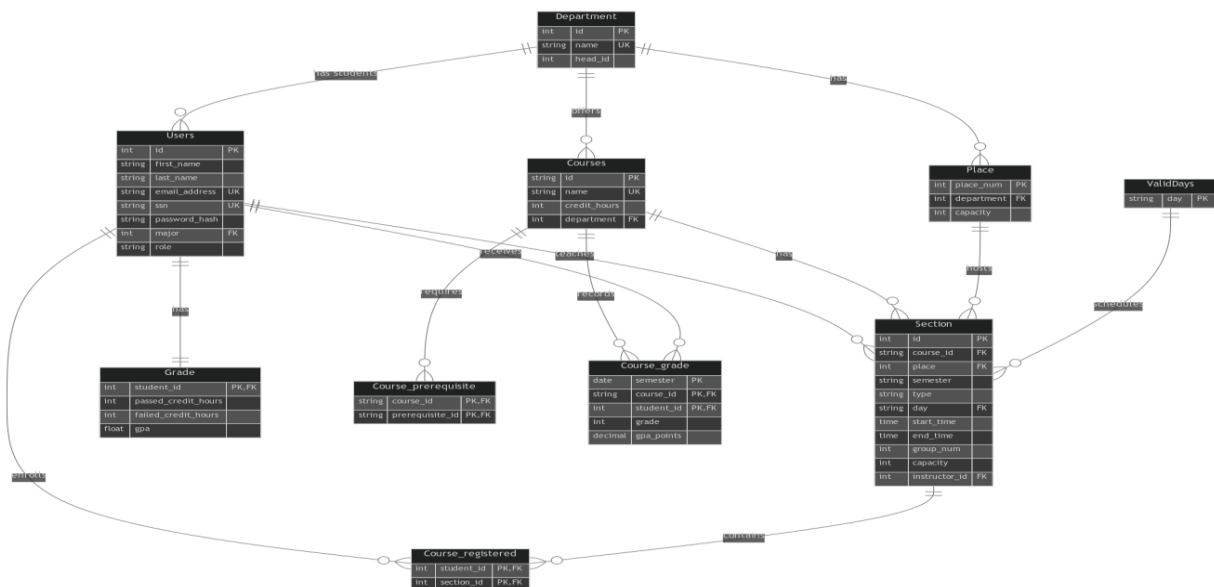 Department
int id PK
string name UK
int head_id
has students
offers
has
Users
int id PK
string first_name
string last_name
string email_address UK
string ssn UK
string password_hash
int major FK
string role
Courses
string id PK
string name UK
int credit_hours
int department FK
Place
int place_num PK
int department FK
int capacity
ValidDays
string day PK
receives
teaches
has
hosts
requires
records
has
schedules
Section
int id PK
string course_id FK
int place FK
string semester
string type
string day FK
time start_time
time end_time
int group_num
int capacity
int instructor_id FK
Grade
int student_id PK,FK
int passed_credit_hours
int failed_credit_hours
float gpa
Course_prerequisite
string course_id PK,FK
string prerequisite_id PK,FK
Course_grade
date semester PK
string course_id PK,FK
int student_id PK,FK
int grade
decimal gpa_points
enrolls
contains
Course_registered
int student_id PK,FK
int section_id PK,FK